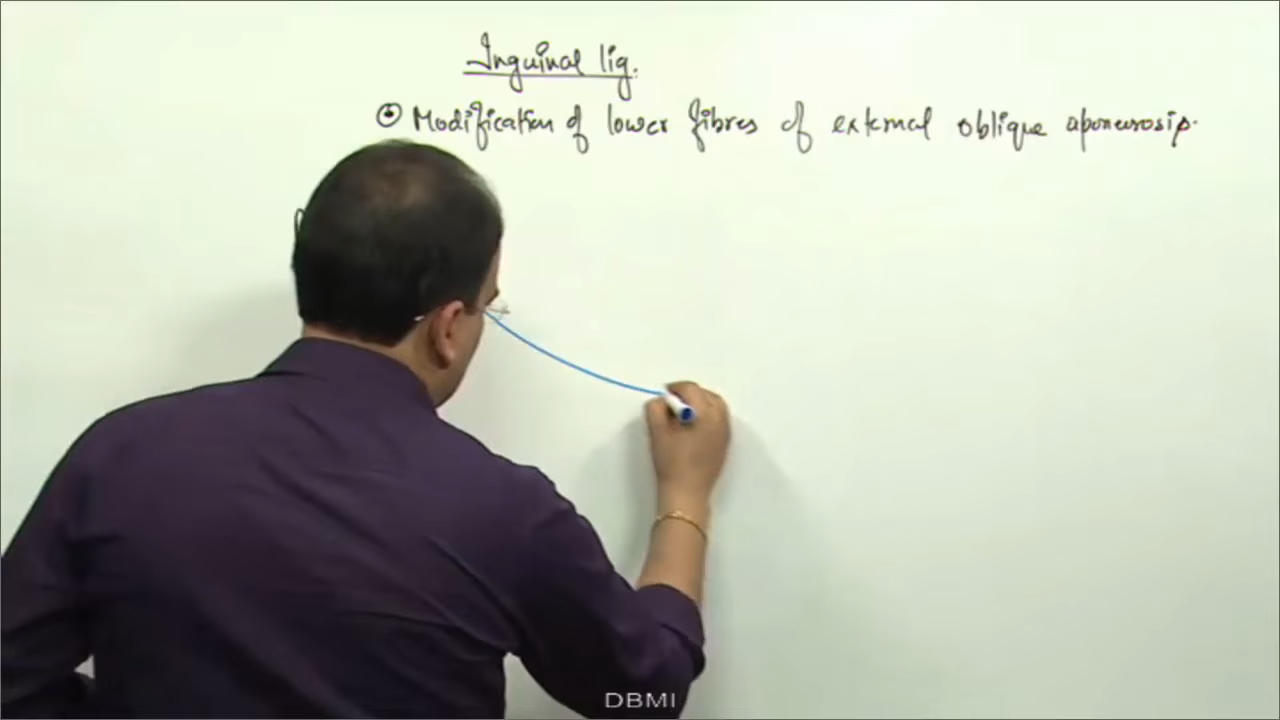 Inguinal lig.
⊙ Modification of lower fibres of external oblique aponeurosis.
DBMI